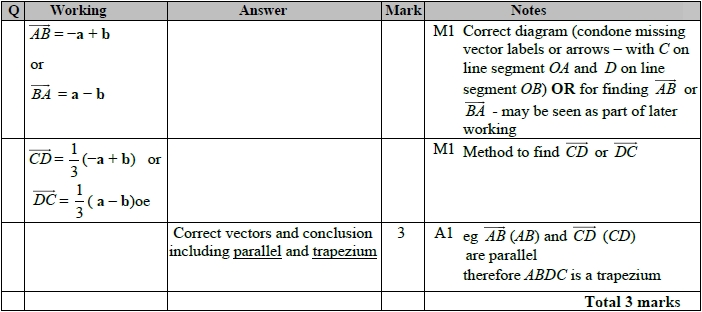 Q Working Answer Mark Notes
AB = −a + b
or
BA = a − b
M1 Correct diagram (condone missing
vector labels or arrows – with C on
line segment OA and D on line
segment OB) OR for finding AB or
BA - may be seen as part of later
working
CD = 1/3 (−a + b) or
DC = 1/3 ( a − b)oe
M1 Method to find CD or DC
Correct vectors and conclusion
including parallel and trapezium
3
A1 eg AB (AB) and CD (CD)
are parallel
therefore ABDC is a trapezium
Total 3 marks